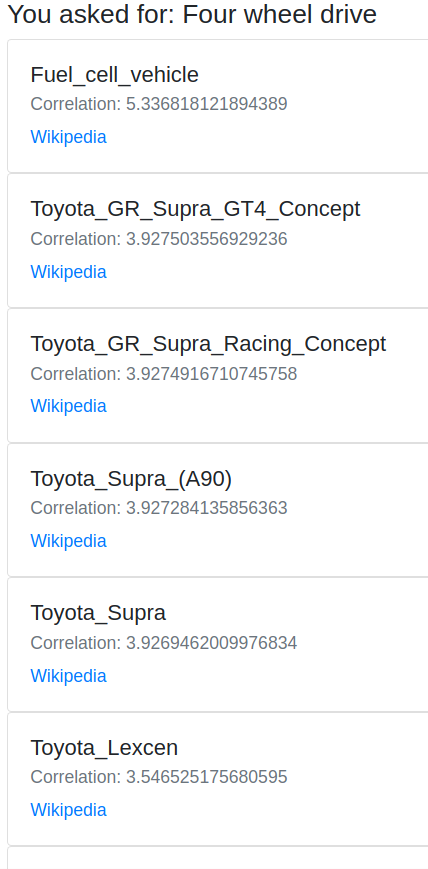 You asked for: Four wheel drive
Fuel_cell_vehicle
Correlation: 5.336818121894389
Wikipedia
Toyota_GR_Supra_GT4_Concept
Correlation: 3.927503556929236
Wikipedia
Toyota_GR_Supra_Racing_Concept
Correlation: 3.9274916710745758
Wikipedia
Toyota_Supra_(A90)
Correlation: 3.927284135856363
Wikipedia
Toyota_Supra
Correlation: 3.9269462009976834
Wikipedia
Toyota_Lexcen
Correlation: 3.546525175680595
Wikipedia